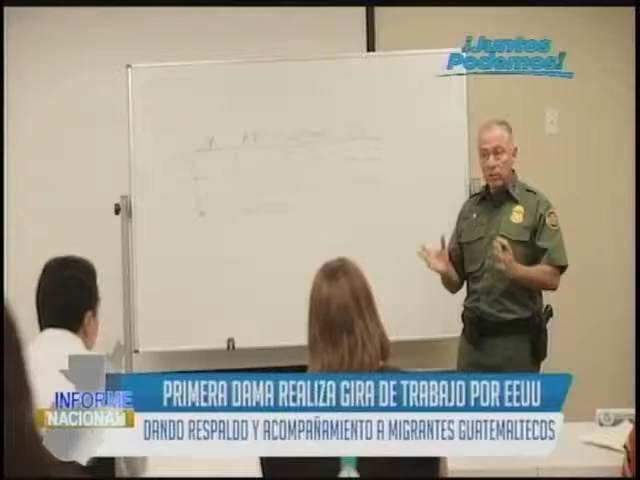 ¡Juntos
Podemos!
INFORME
NACIONAL
PRIMERA DAMA REALIZA GIRA DE TRABAJO POR EEUU
DANDO RESPALDO Y ACOMPAÑAMIENTO A MIGRANTES GUATEMALTECOS